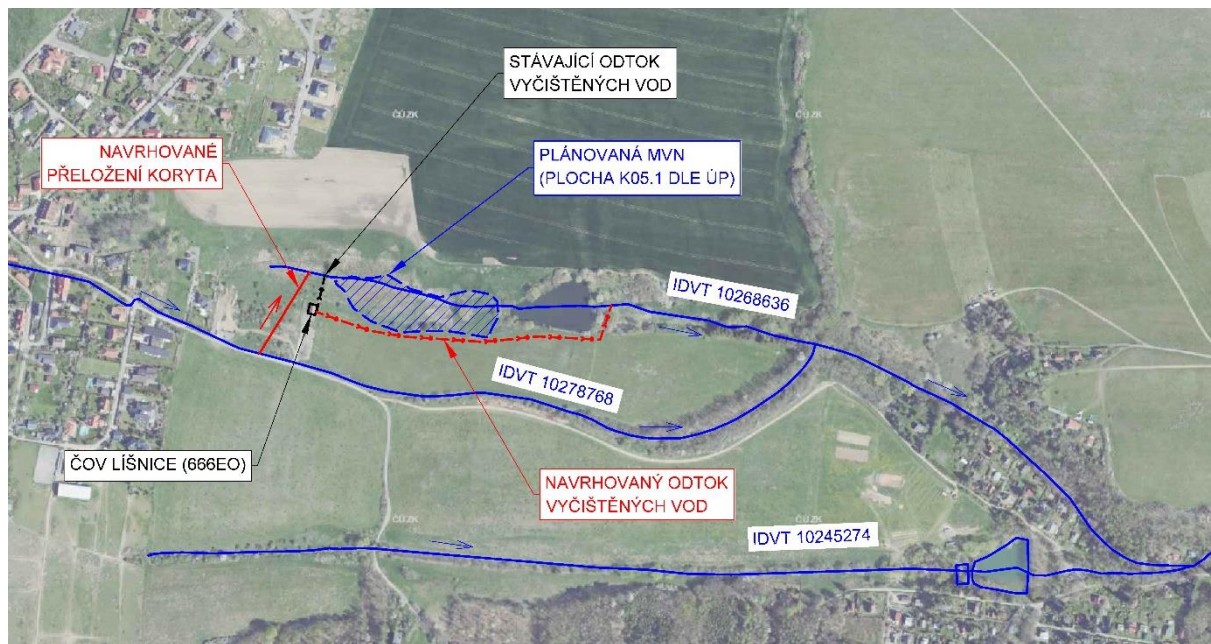 STÁVAJÍCÍ ODTOK
VYČIŠTĚNÝCH VOD
ČÚZK
ČÚZK
NAVRHOVANÉ
PŘELOŽENÍ KORYTA
PLÁNOVANÁ MVN
(PLOCHA K05.1 DLE ÚP)
IDVT 10268636
IDVT 10278768
ČOV LÍŠNICE (666EO)
NAVRHOVANÝ ODTOK
VYČIŠTĚNÝCH VOD
ČÚZK
ČÚZK
IDVT 10245274